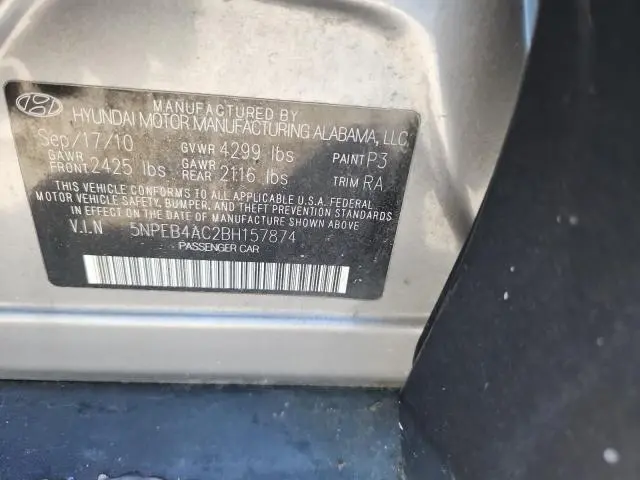 MANUFACTURED BY
HYUNDAI MOTOR MANUFACTURING ALABAMA, LLC
Sep/17/10 GVWR 4299 lbs PAINT P3
GAWR FRONT 2425 lbs GAWR REAR 2116 lbs TRIM RA
THIS VEHICLE CONFORMS TO ALL APPLICABLE U.S.A. FEDERAL
MOTOR VEHICLE SAFETY, BUMPER, AND THEFT PREVENTION STANDARDS
IN EFFECT ON THE DATE OF MANUFACTURE SHOWN ABOVE
V.I.N 5NPEB4AC2BH157874
PASSENGER CAR